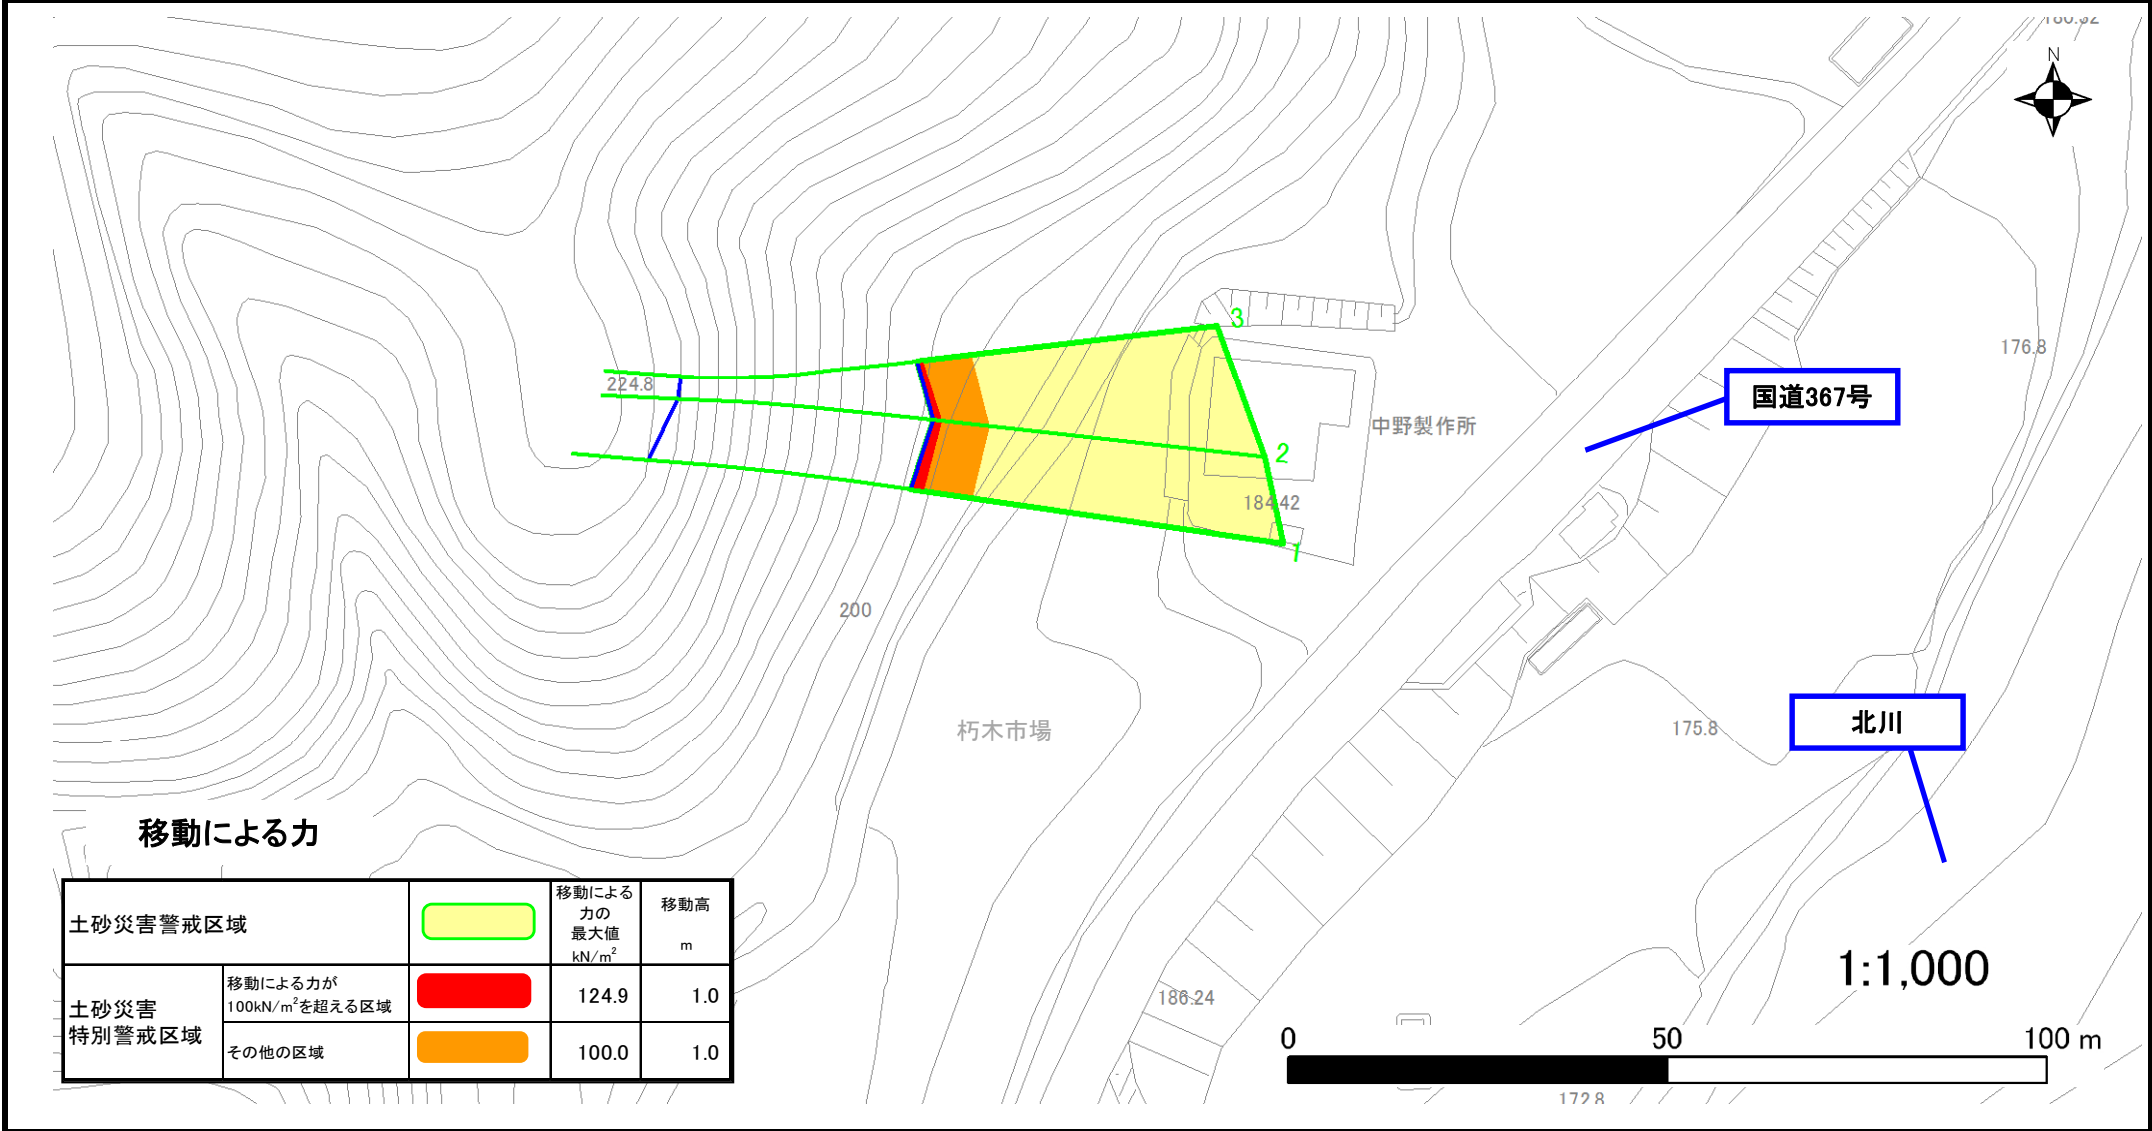 180.32
N
3
224.8
176.8
国道367号
中野製作所
2
184.42
1
200
朽木市場
175.8
北川
移動による力
土砂災害警戒区域
移動による
力の
最大値
kN/m²
移動高
m
土砂災害
特別警戒区域
移動による力が
100kN/m²を超える区域
124.9
1.0
その他の区域
100.0
1.0
186.24
1:1,000
0
50
100 m
172.8